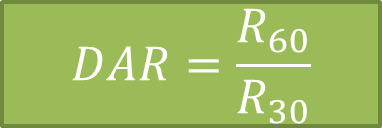 DAR = R₆₀ / R₃₀